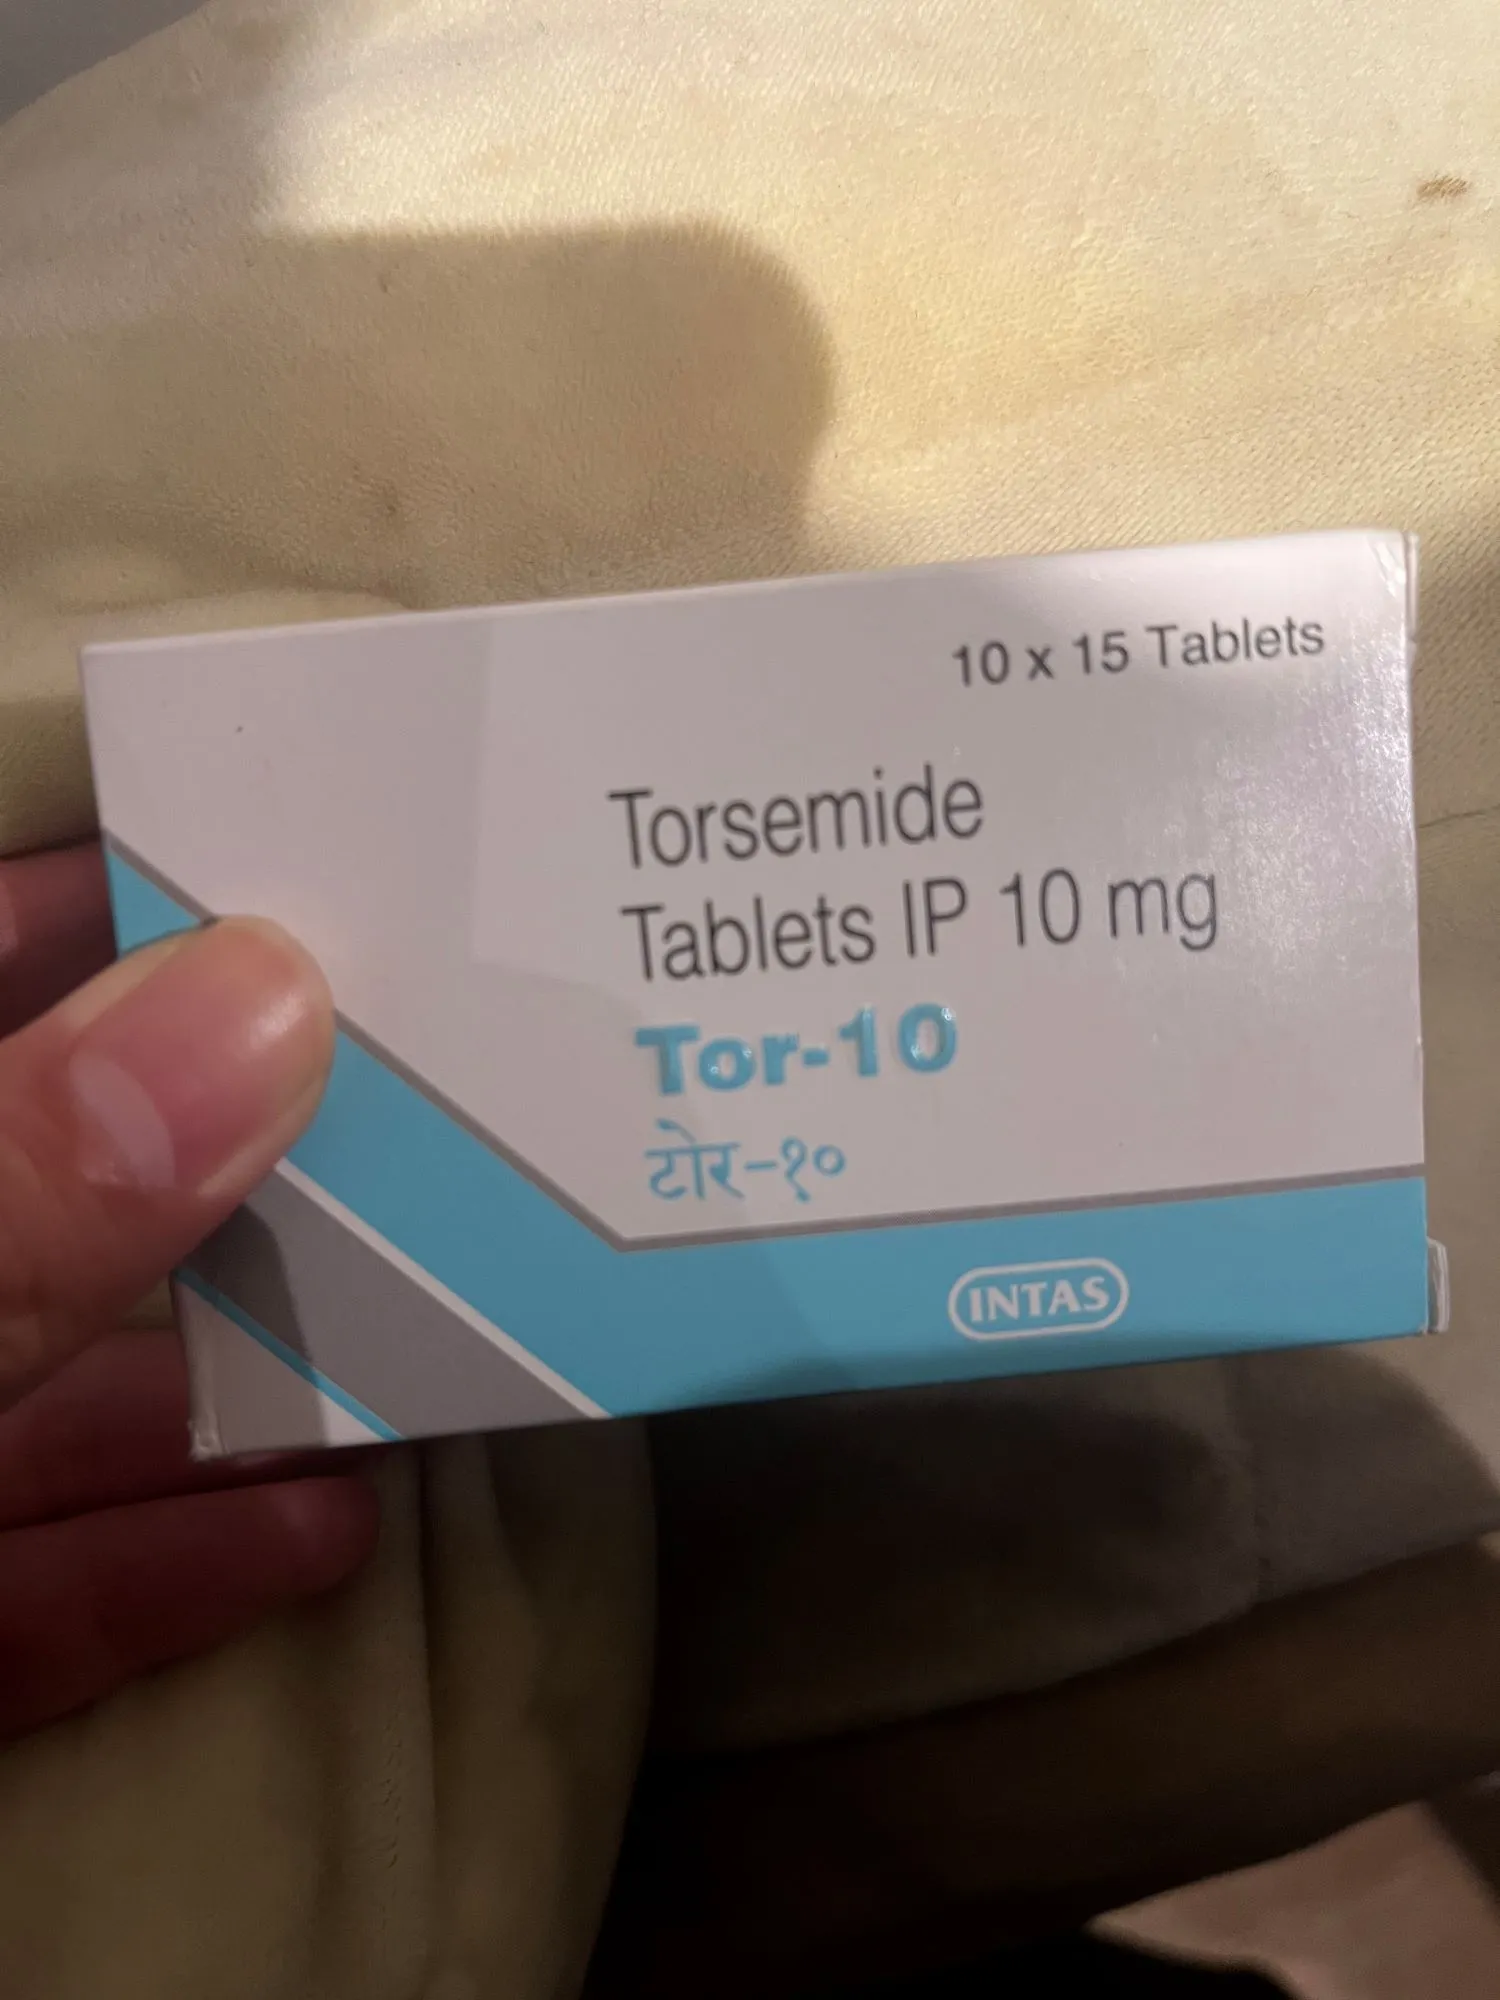 10 x 15 Tablets
Torsemide
Tablets IP 10 mg
Tor-10
टोर-१०
INTAS